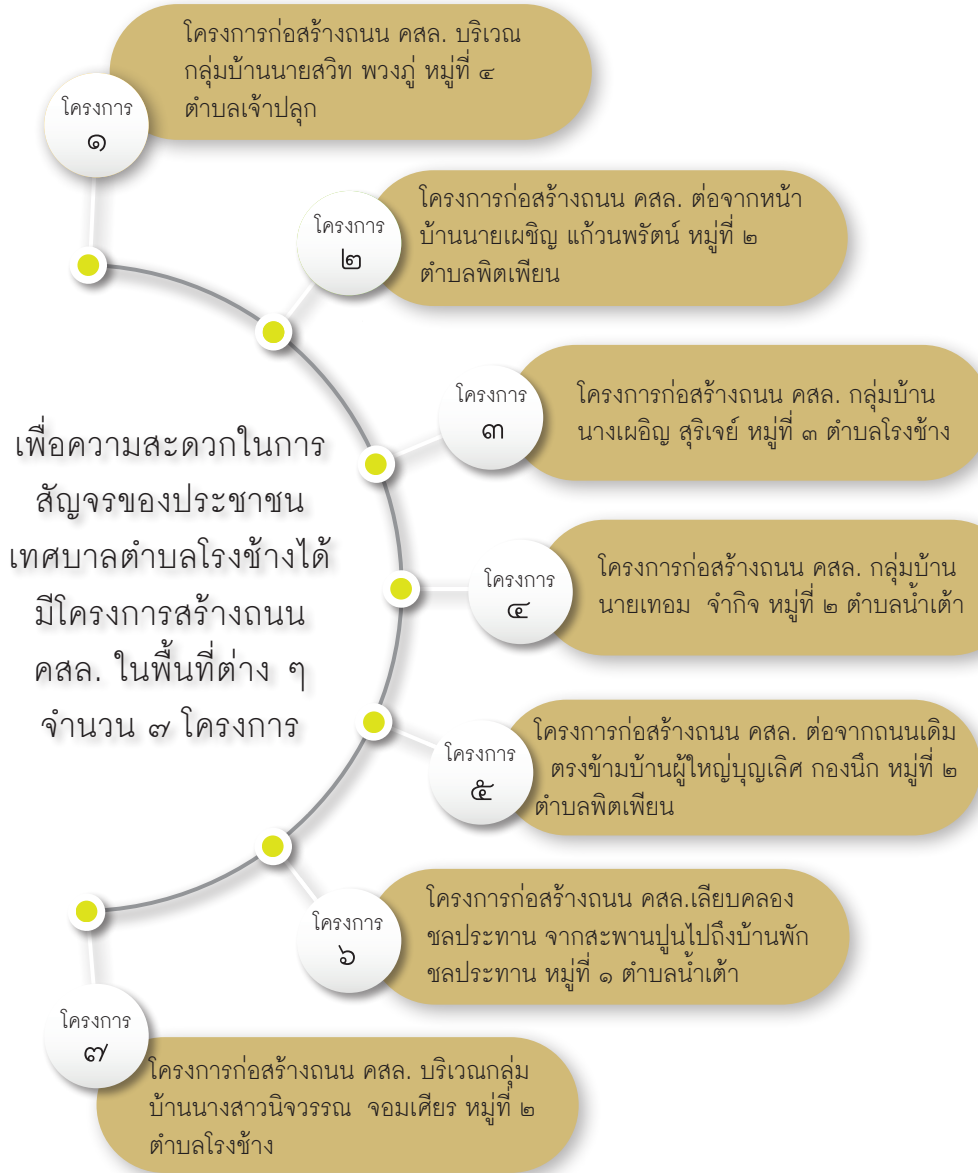 โครงการ
๑
โครงการก่อสร้างถนน คสล. บริเวณ
กลุ่มบ้านนายสวิท พวงภู่ หมู่ที่ ๔
ตำบลเจ้าปลุก
โครงการ
๒
โครงการก่อสร้างถนน คสล. ต่อจากหน้า
บ้านนายเผชิญ แก้วนพรัตน์ หมู่ที่ ๒
ตำบลพิตเพียน
โครงการ
๓
โครงการก่อสร้างถนน คสล. กลุ่มบ้าน
นางเผอิญ สุริเจย์ หมู่ที่ ๓ ตำบลโรงช้าง
เพื่อความสะดวกในการ
สัญจรของประชาชน
เทศบาลตำบลโรงช้างได้
มีโครงการสร้างถนน
คสล. ในพื้นที่ต่าง ๆ
จำนวน ๗ โครงการ
โครงการ
๔
โครงการก่อสร้างถนน คสล. กลุ่มบ้าน
นายเทอม จำกิจ หมู่ที่ ๒ ตำบลน้ำเต้า
โครงการ
๕
โครงการก่อสร้างถนน คสล. ต่อจากถนนเดิม
ตรงข้ามบ้านผู้ใหญ่บุญเลิศ กองนึก หมู่ที่ ๒
ตำบลพิตเพียน
โครงการ
๖
โครงการก่อสร้างถนน คสล.เลียบคลอง
ชลประทาน จากสะพานปูนไปถึงบ้านพัก
ชลประทาน หมู่ที่ ๑ ตำบลน้ำเต้า
โครงการ
๗
โครงการก่อสร้างถนน คสล. บริเวณกลุ่ม
บ้านนางสาวนิจวรรณ จอมเศียร หมู่ที่ ๒
ตำบลโรงช้าง